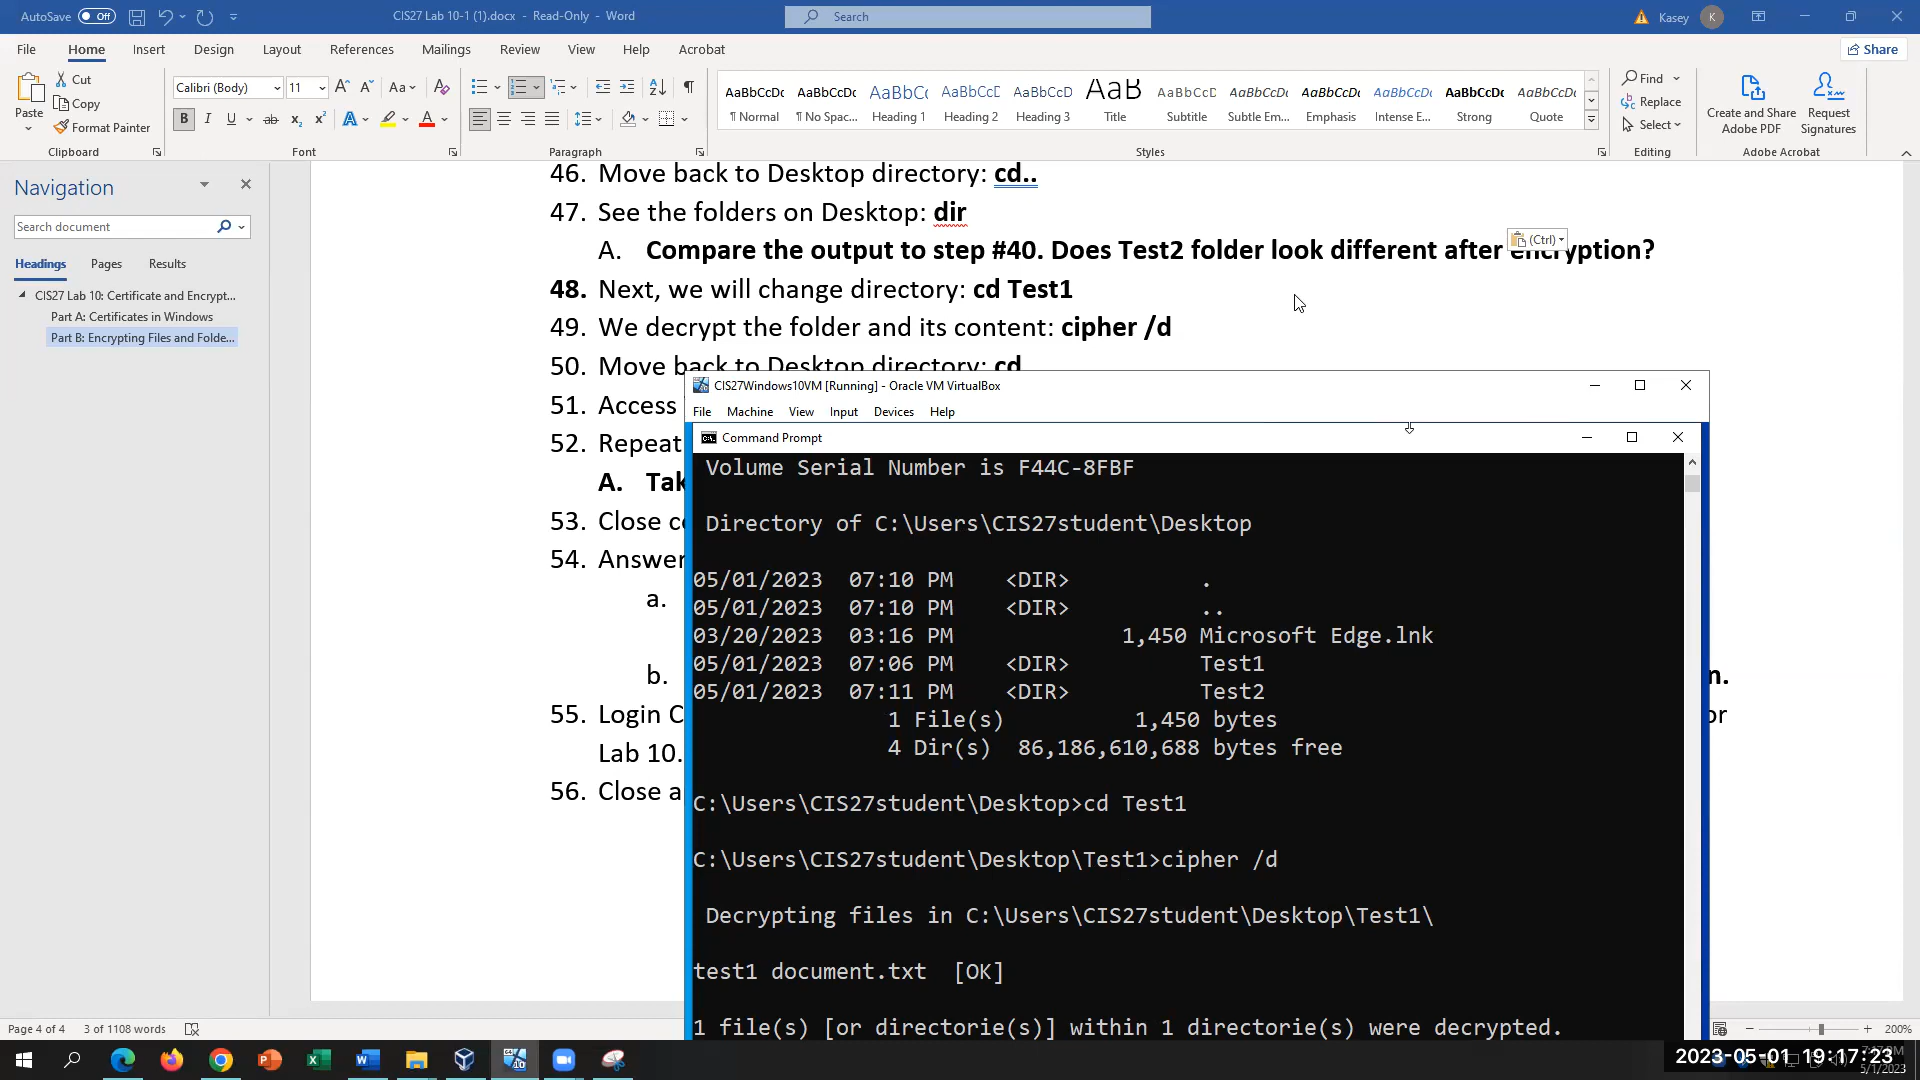 AutoSave Off
CIS27 Lab 10-1 (1).docx - Read-Only - Word
Search
Kasey K
File Home Insert Design Layout References Mailings Review View Help Acrobat
Share
Paste
Cut
Copy
Format Painter
Clipboard
Calibri (Body) 11
Font
Paragraph
AaBbCcDc AaBbCcDc AaBbCc AaBbCcD AaBbCcD AaB AaBbCcD AaBbCcDc AaBbCcDc AaBbCcDc AaBbCcDc AaBbCcDc
¶ Normal ¶ No Spac... Heading 1 Heading 2 Heading 3 Title Subtitle Subtle Em... Emphasis Intense E... Strong Quote
Styles
Find
Replace
Select
Editing
Create and Share Adobe PDF
Request Signatures
Adobe Acrobat
Navigation
Search document
Headings Pages Results
CIS27 Lab 10: Certificate and Encrypt...
Part A: Certificates in Windows
Part B: Encrypting Files and Folde...
46. Move back to Desktop directory: cd..
47. See the folders on Desktop: dir
A. Compare the output to step #40. Does Test2 folder look different after encryption?
(Ctrl)
48. Next, we will change directory: cd Test1
49. We decrypt the folder and its content: cipher /d
50. Move back to Desktop directory: cd
51. Access
52. Repeat
A. Tak
53. Close co
54. Answer
a.
b.
n.
55. Login C
or
Lab 10.
56. Close a
CIS27Windows10VM [Running] - Oracle VM VirtualBox
File Machine View Input Devices Help
Command Prompt
Volume Serial Number is F44C-8FBF
Directory of C:\Users\CIS27student\Desktop
05/01/2023 07:10 PM <DIR> .
05/01/2023 07:10 PM <DIR> ..
03/20/2023 03:16 PM 1,450 Microsoft Edge.lnk
05/01/2023 07:06 PM <DIR> Test1
05/01/2023 07:11 PM <DIR> Test2
1 File(s) 1,450 bytes
4 Dir(s) 86,186,610,688 bytes free
C:\Users\CIS27student\Desktop>cd Test1
C:\Users\CIS27student\Desktop\Test1>cipher /d
Decrypting files in C:\Users\CIS27student\Desktop\Test1\
test1 document.txt [OK]
1 file(s) [or directorie(s)] within 1 directorie(s) were decrypted.
Page 4 of 4 3 of 1108 words
200%
2023-05-01 19:17:23
5/1/2023